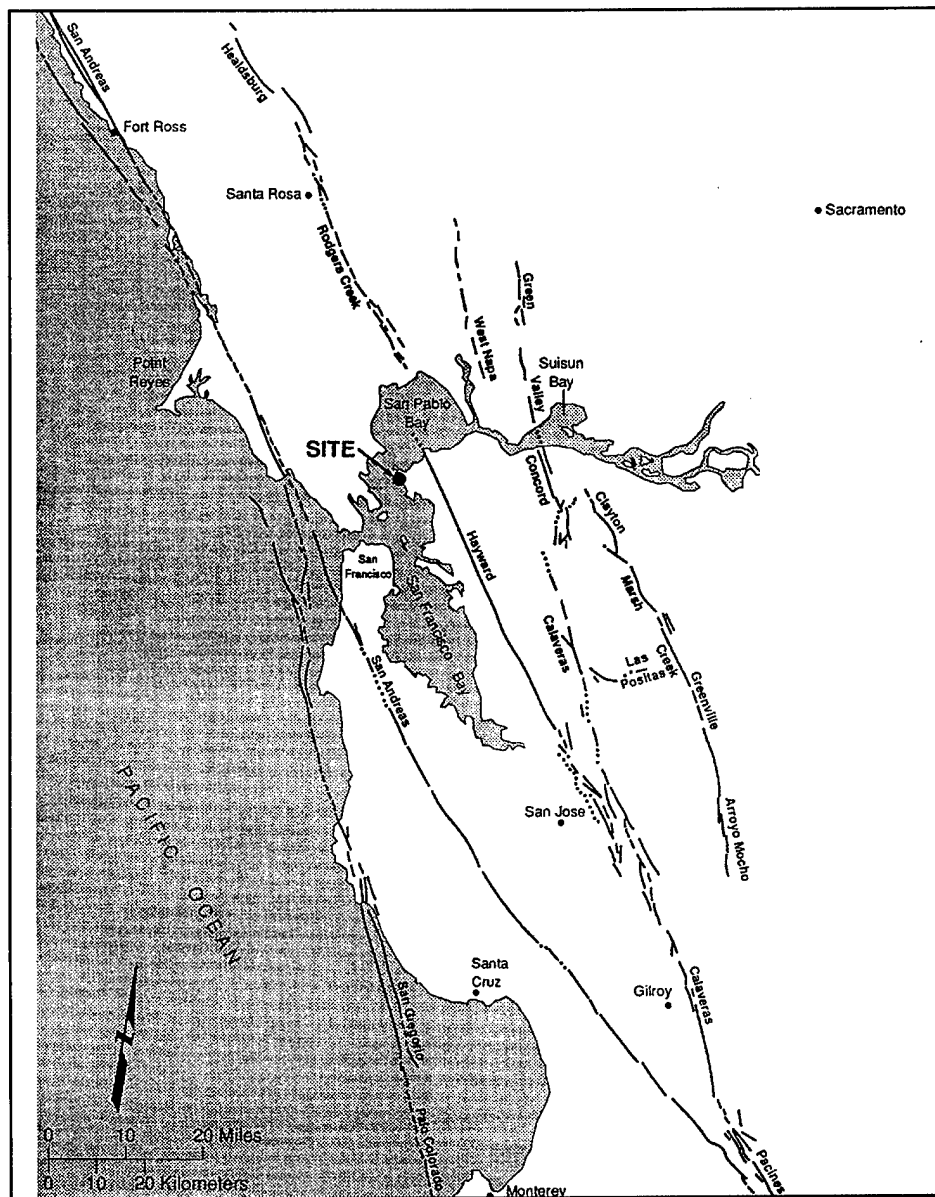 San Andreas
Healdsburg
Fort Ross
Santa Rosa
Sacramento
Rodgers Creek
Green
West Napa
Point
Reyes
Suisun
Bay
Valley
San Pablo
Bay
SITE
Concord
Clayton
Hayward
San
Francisco
Marsh
San Francisco Bay
Calaveras
Las
Positas
Creek
San Andreas
Greenville
PACIFIC OCEAN
San Jose
Arroyo Mocho
Santa
Cruz
Gilroy
Calaveras
San Gregorio
Palo Colorado
0 10 20 Miles
0 10 20 Kilometers
Pacines
Monterey